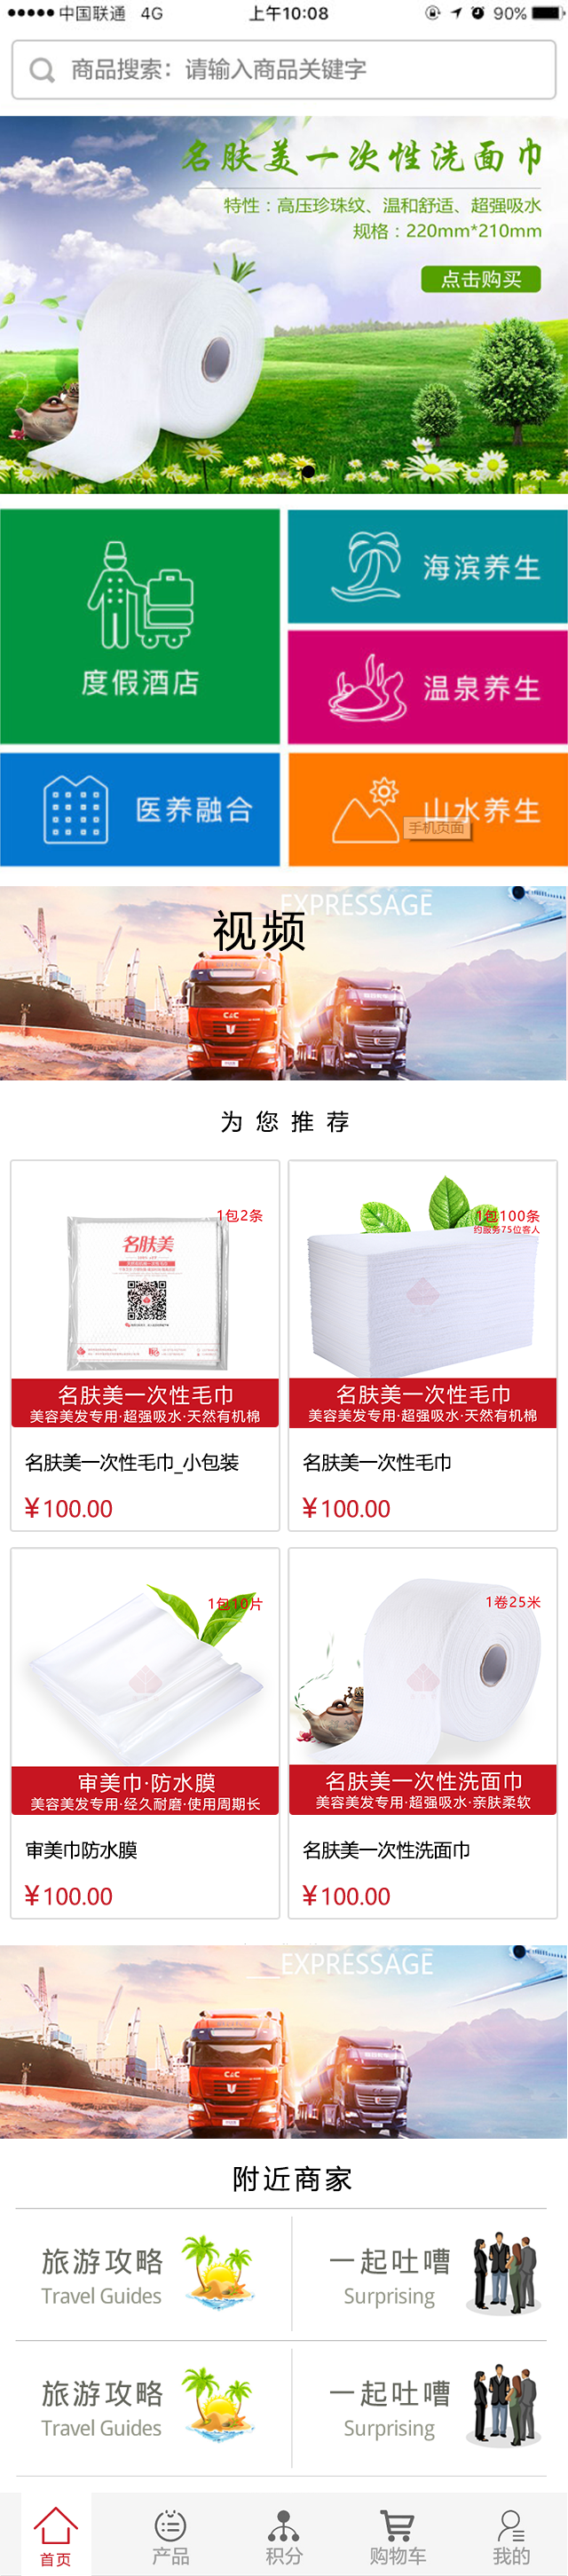 中国联通 4G 上午10:08 90%
商品搜索：请输入商品关键字
名肤美一次性洗面巾
特性：高压珍珠纹、温和舒适、超强吸水
规格：220mm*210mm
点击购买
度假酒店
海滨养生
温泉养生
医养融合
山水养生
手机页面
EXPRESSAGE
视频
为您推荐
1包2条
名肤美
名肤美一次性毛巾
美容美发专用·超强吸水·天然有机棉
名肤美一次性毛巾_小包装
¥100.00
1包100条
约服务75位客人
名肤美一次性毛巾
美容美发专用·超强吸水·天然有机棉
名肤美一次性毛巾
¥100.00
1包10片
审美巾·防水膜
美容美发专用·经久耐磨·使用周期长
审美巾防水膜
¥100.00
1卷25米
名肤美一次性洗面巾
美容美发专用·超强吸水·亲肤柔软
名肤美一次性洗面巾
¥100.00
EXPRESSAGE
附近商家
旅游攻略
Travel Guides
一起吐嘈
Surprising
旅游攻略
Travel Guides
一起吐嘈
Surprising
首页
产品
积分
购物车
我的